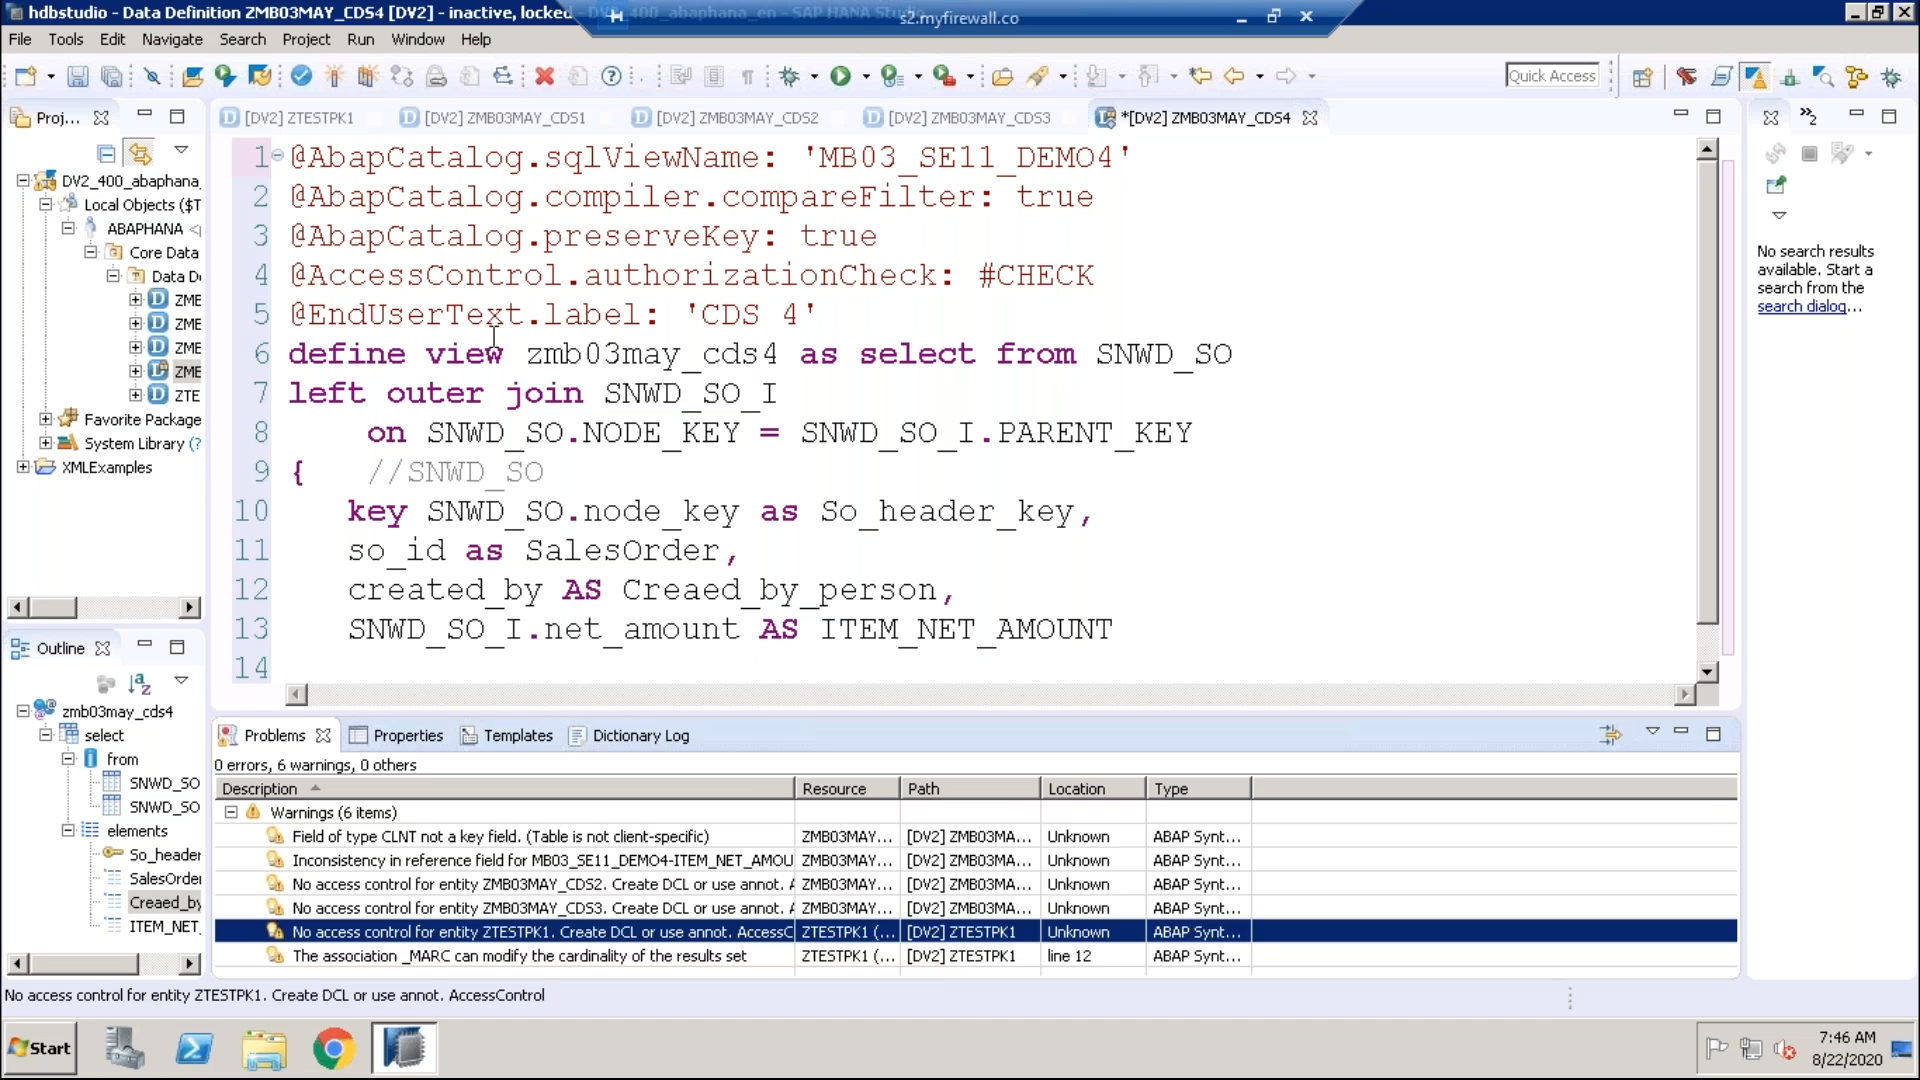 hdbstudio - Data Definition ZMB03MAY_CDS4 [DV2] - inactive, locked
s2.myfirewall.co
File Tools Edit Navigate Search Project Run Window Help
Quick Access
Proj...
[DV2] ZTESTPK1
[DV2] ZMB03MAY_CDS1
[DV2] ZMB03MAY_CDS2
[DV2] ZMB03MAY_CDS3
*[DV2] ZMB03MAY_CDS4
2
DV2_400_abaphana_
Local Objects ($T
ABAPHANA
Core Data
Data De
ZME
ZME
ZME
ZME
ZTE
Favorite Package
System Library (?
XMLExamples
1 @AbapCatalog.sqlViewName: 'MB03_SE11_DEMO4'
2 @AbapCatalog.compiler.compareFilter: true
3 @AbapCatalog.preserveKey: true
4 @AccessControl.authorizationCheck: #CHECK
5 @EndUserText.label: 'CDS 4'
6 define view zmb03may_cds4 as select from SNWD_SO
7 left outer join SNWD_SO_I
8 on SNWD_SO.NODE_KEY = SNWD_SO_I.PARENT_KEY
9 { //SNWD_SO
10 key SNWD_SO.node_key as So_header_key,
11 so_id as SalesOrder,
12 created_by AS Creaed_by_person,
13 SNWD_SO_I.net_amount AS ITEM_NET_AMOUNT
14
No search results available. Start a search from the
search dialog...
Outline
zmb03may_cds4
select
from
SNWD_SO
SNWD_SO
elements
So_header
SalesOrde
Creaed_by
ITEM_NET_
Problems Properties Templates Dictionary Log
0 errors, 6 warnings, 0 others
Description Resource Path Location Type
Warnings (6 items)
Field of type CLNT not a key field. (Table is not client-specific) ZMB03MAY... [DV2] ZMB03MA... Unknown ABAP Synt...
Inconsistency in reference field for MB03_SE11_DEMO4-ITEM_NET_AMOU ZMB03MAY... [DV2] ZMB03MA... Unknown ABAP Synt...
No access control for entity ZMB03MAY_CDS2. Create DCL or use annot. A ZMB03MAY... [DV2] ZMB03MA... Unknown ABAP Synt...
No access control for entity ZMB03MAY_CDS3. Create DCL or use annot. A ZMB03MAY... [DV2] ZMB03MA... Unknown ABAP Synt...
No access control for entity ZTESTPK1. Create DCL or use annot. AccessC ZTESTPK1 (... [DV2] ZTESTPK1 Unknown ABAP Synt...
The association _MARC can modify the cardinality of the results set ZTESTPK1 (... [DV2] ZTESTPK1 line 12 ABAP Synt...
No access control for entity ZTESTPK1. Create DCL or use annot. AccessControl
Start
7:46 AM
8/22/2020